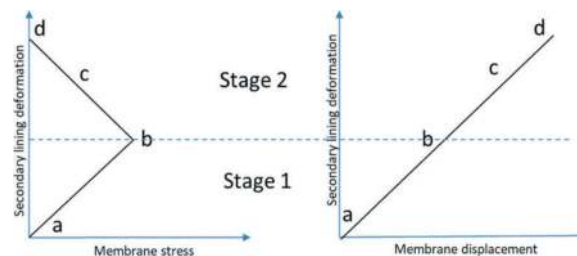 d
c
b
a
Secondary lining deformation
Membrane stress
Stage 2
Stage 1
d
c
b
a
Secondary lining deformation
Membrane displacement